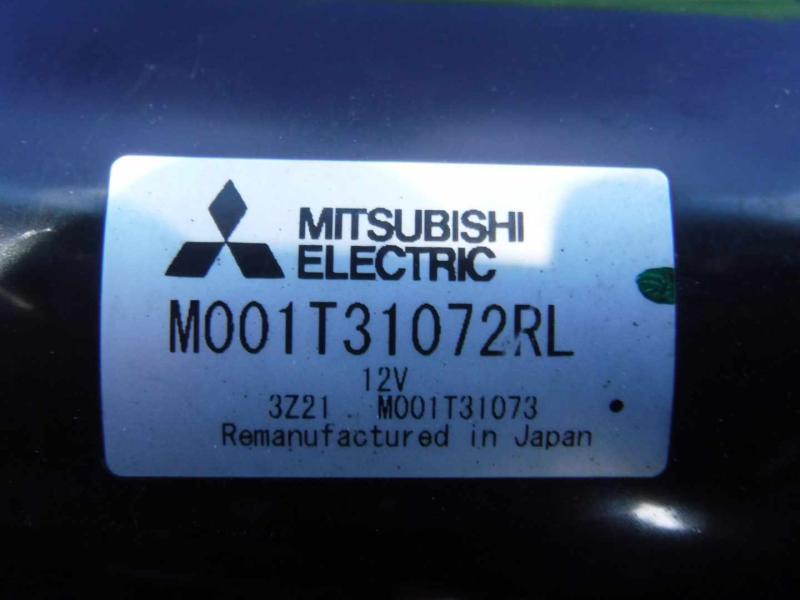 MITSUBISHI
ELECTRIC
M001T31072RL
12V
3Z21 M001T31073
Remanufactured in Japan